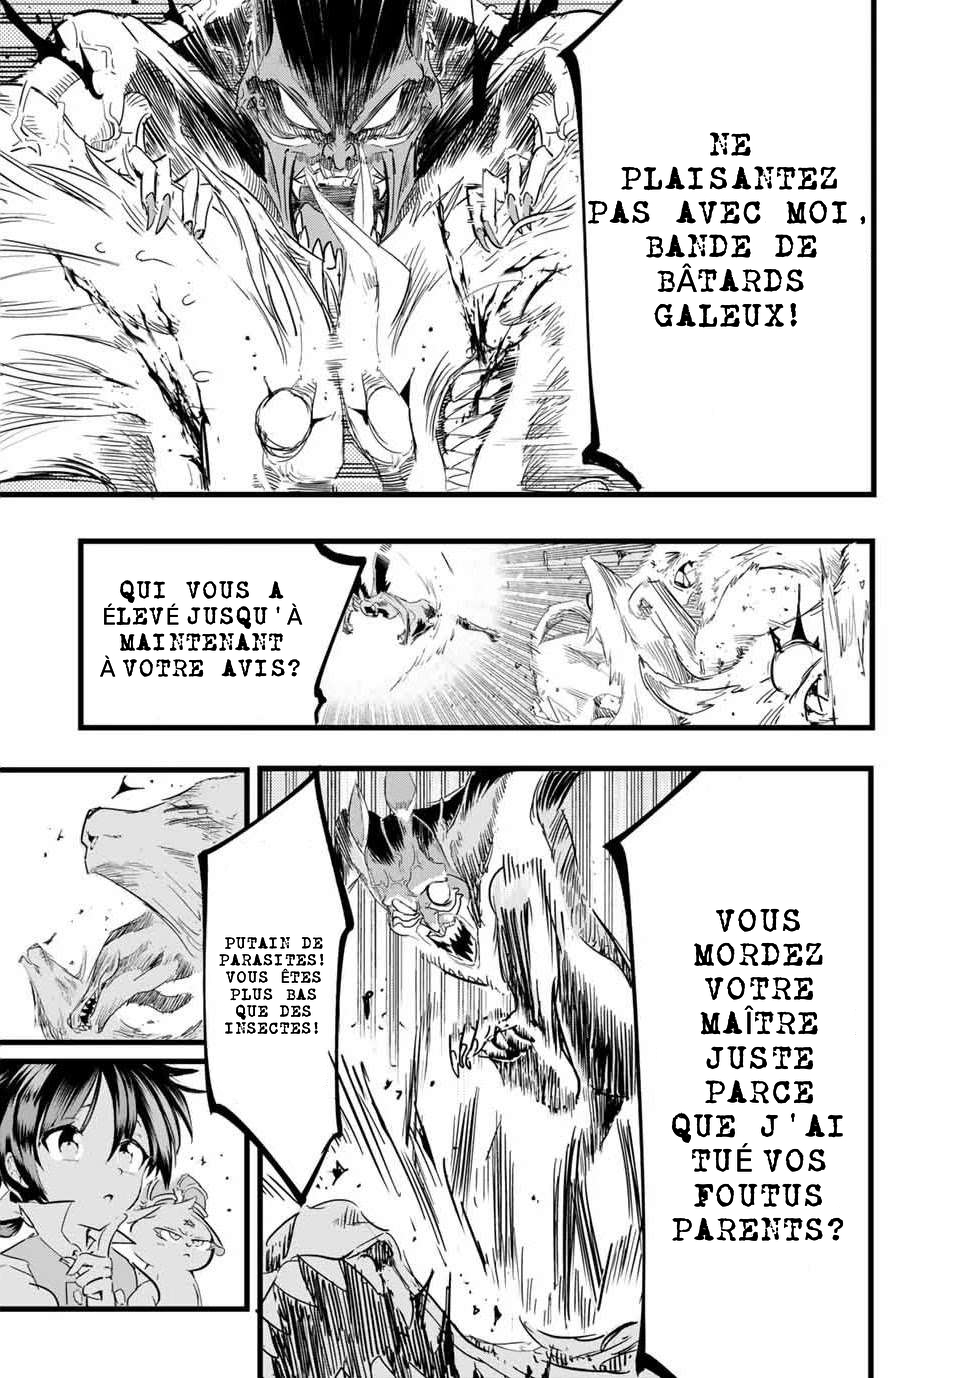 NE
PLAISANTEZ
PAS AVEC MOI,
BANDE DE
BÂTARDS
GALEUX!
QUI VOUS A
ÉLEVÉ JUSQU'À
MAINTENANT
À VOTRE AVIS?
VOUS
MORDEZ
VOTRE
MAÎTRE
JUSTE
PARCE
QUE J'AI
TUÉ VOS
FOUTUS
PARENTS?
PUTAIN DE
PARASITES!
VOUS ÊTES
PLUS BAS
QUE DES
INSECTES!